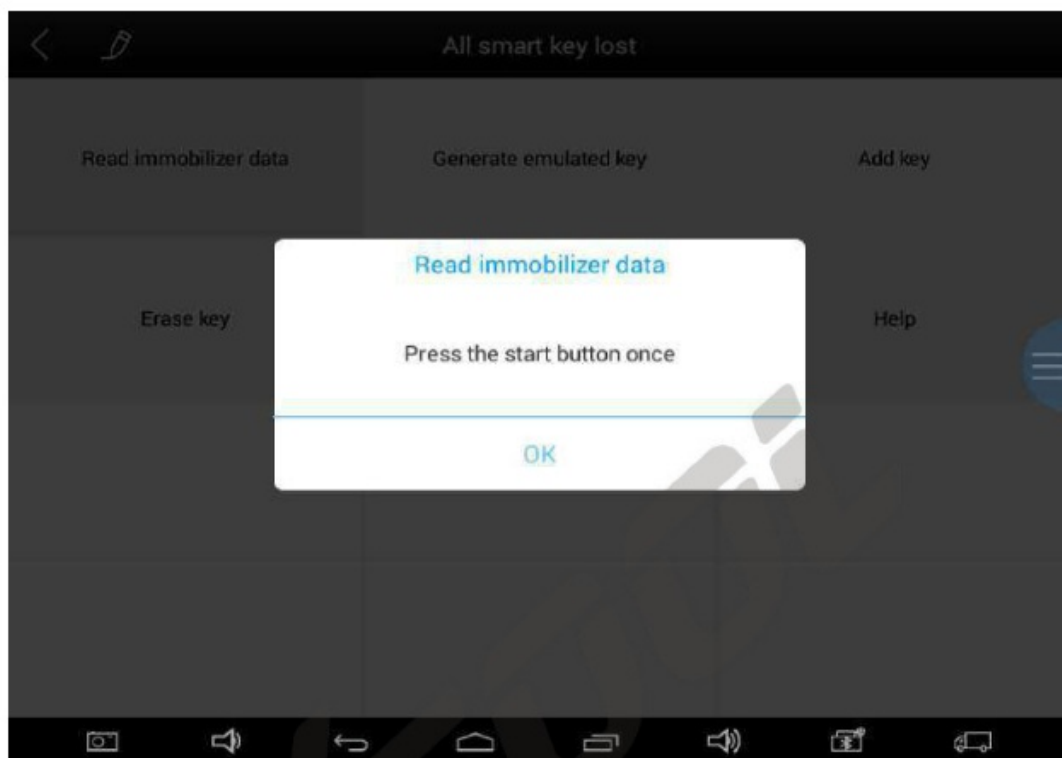 All smart key lost
Read immobilizer data
Generate emulated key
Add key
Read immobilizer data
Erase key
Help
Press the start button once
OK